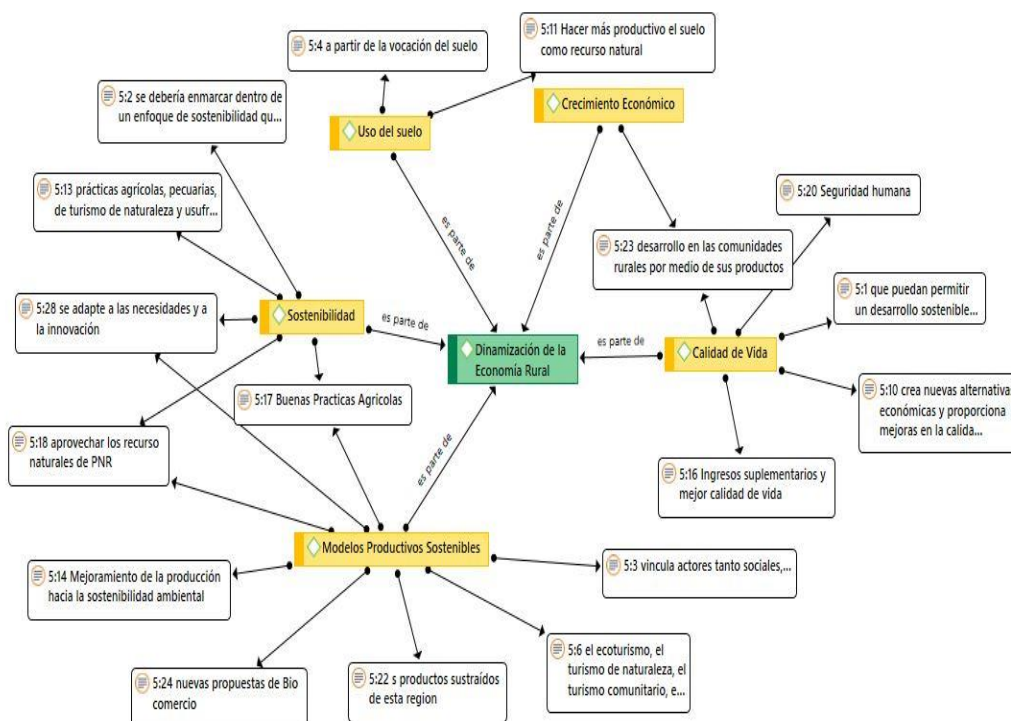 5:4 a partir de la vocación del suelo
5:11 Hacer más productivo el suelo
como recurso natural
5:2 se debería enmarcar dentro de
un enfoque de sostenibilidad qu...
Uso del suelo
Crecimiento Económico
5:13 prácticas agrícolas, pecuarias,
de turismo de naturaleza y usufr...
5:20 Seguridad humana
es parte de
es parte de
5:23 desarrollo en las comunidades
rurales por medio de sus productos
5:28 se adapte a las necesidades y a
la innovación
Sostenibilidad
es parte de
5:1 que puedan permitir
un desarrollo sostenible...
Dinamización de la
Economía Rural
es parte de
Calidad de Vida
5:17 Buenas Practicas Agricolas
5:10 crea nuevas alternativas
económicas y proporciona
mejoras en la calida...
5:18 aprovechar los recurso
naturales de PNR
es parte de
5:16 Ingresos suplementarios y
mejor calidad de vida
Modelos Productivos Sostenibles
5:14 Mejoramiento de la producción
hacia la sostenibilidad ambiental
5:3 vincula actores tanto sociales,...
5:24 nuevas propuestas de Bio
comercio
5:22 s productos sustraídos
de esta region
5:6 el ecoturismo, el
turismo de naturaleza, el
turismo comunitario, e...